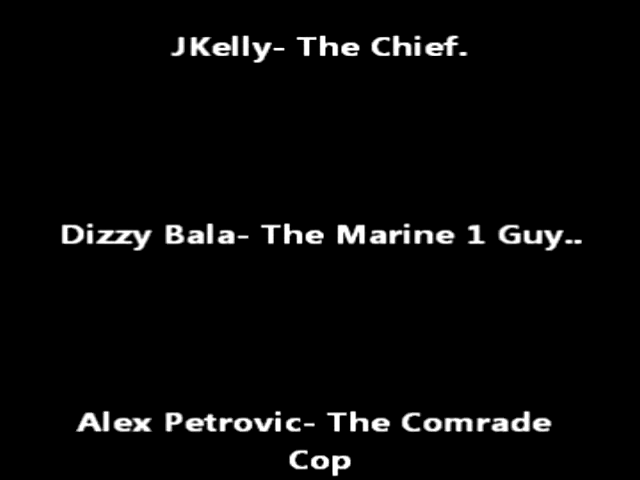 JKelly- The Chief.
Dizzy Bala- The Marine 1 Guy..
Alex Petrovic- The Comrade
Cop